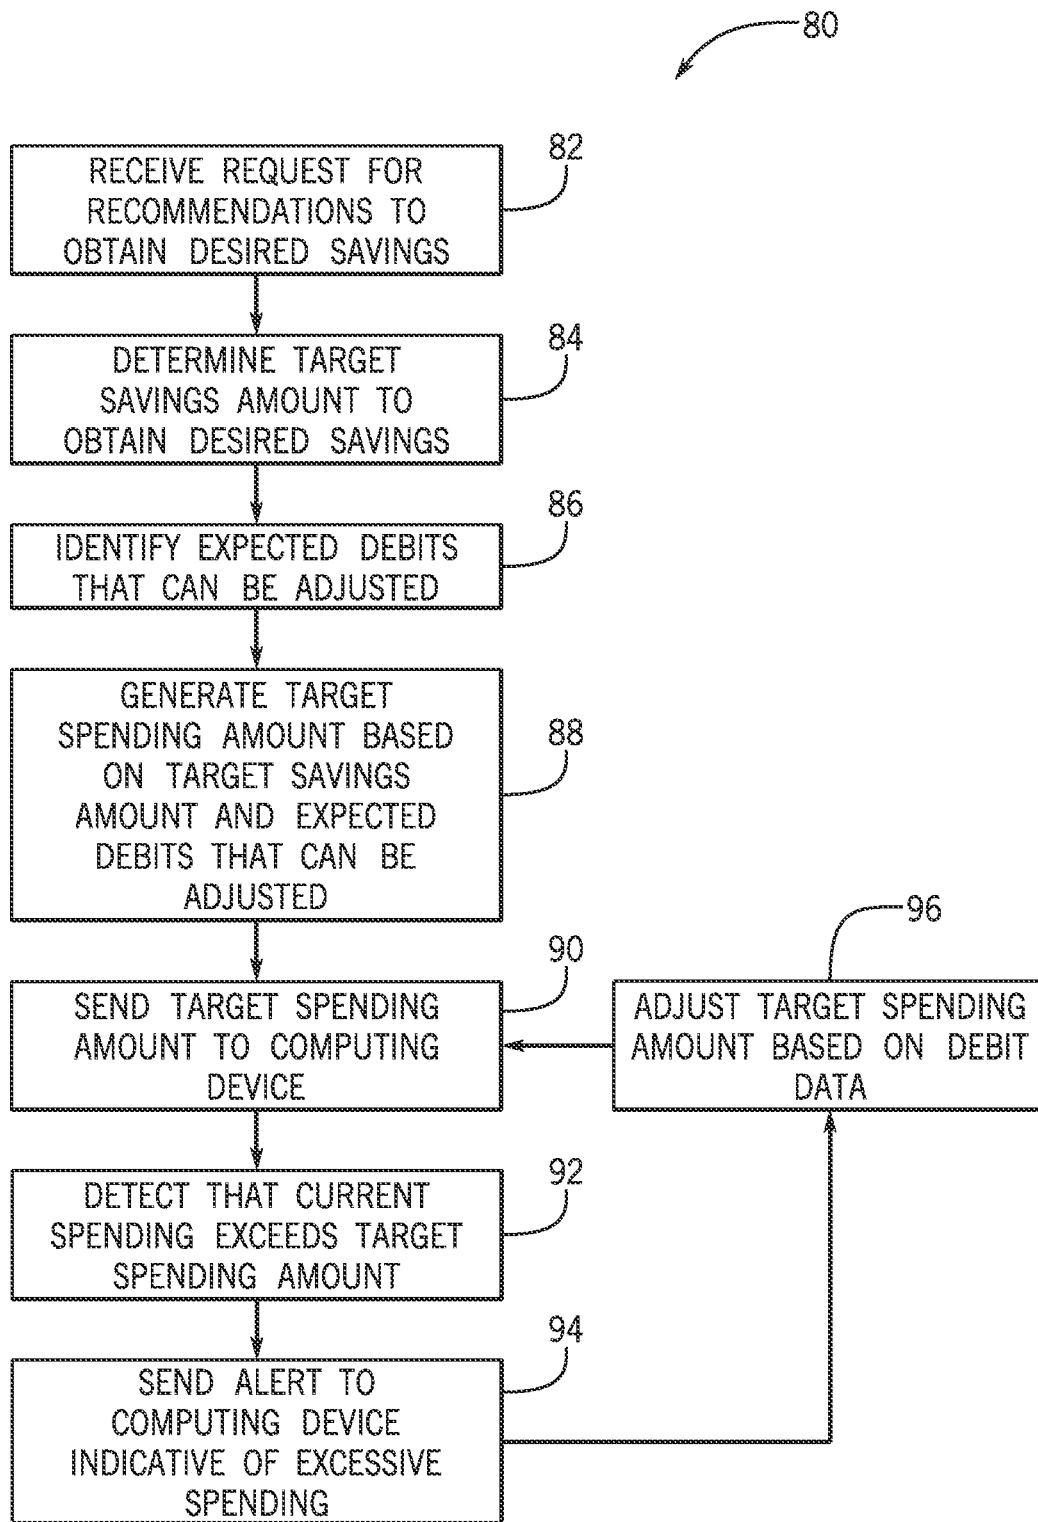 80
82
RECEIVE REQUEST FOR
RECOMMENDATIONS TO
OBTAIN DESIRED SAVINGS
84
DETERMINE TARGET
SAVINGS AMOUNT TO
OBTAIN DESIRED SAVINGS
86
IDENTIFY EXPECTED DEBITS
THAT CAN BE ADJUSTED
88
GENERATE TARGET
SPENDING AMOUNT BASED
ON TARGET SAVINGS
AMOUNT AND EXPECTED
DEBITS THAT CAN BE
ADJUSTED
90
SEND TARGET SPENDING
AMOUNT TO COMPUTING
DEVICE
96
ADJUST TARGET SPENDING
AMOUNT BASED ON DEBIT
DATA
92
DETECT THAT CURRENT
SPENDING EXCEEDS TARGET
SPENDING AMOUNT
94
SEND ALERT TO
COMPUTING DEVICE
INDICATIVE OF EXCESSIVE
SPENDING